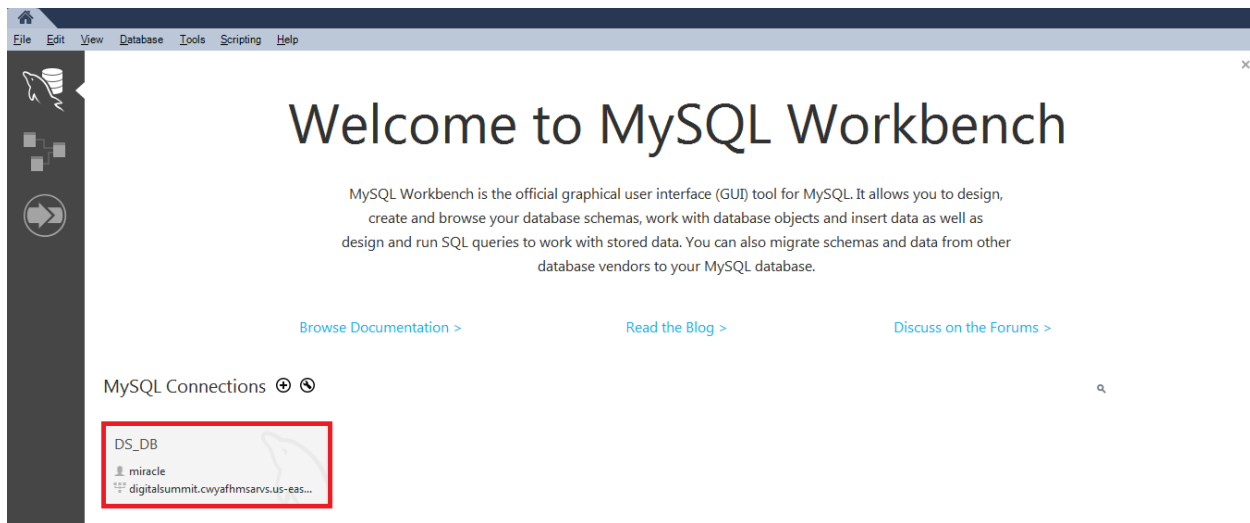 File Edit View Database Tools Scripting Help
Welcome to MySQL Workbench
MySQL Workbench is the official graphical user interface (GUI) tool for MySQL. It allows you to design,
create and browse your database schemas, work with database objects and insert data as well as
design and run SQL queries to work with stored data. You can also migrate schemas and data from other
database vendors to your MySQL database.
Browse Documentation > Read the Blog > Discuss on the Forums >
MySQL Connections
DS_DB
miracle
digitalsummit.cwyafhmsarvs.us-eas...